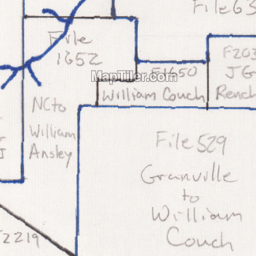 File 63
File
1652
MapTiler.com
F1650
William Couch
F203
JG
Rench
NC to
William
Ansley
J
File 529
Granville
to
William
Couch
F2219